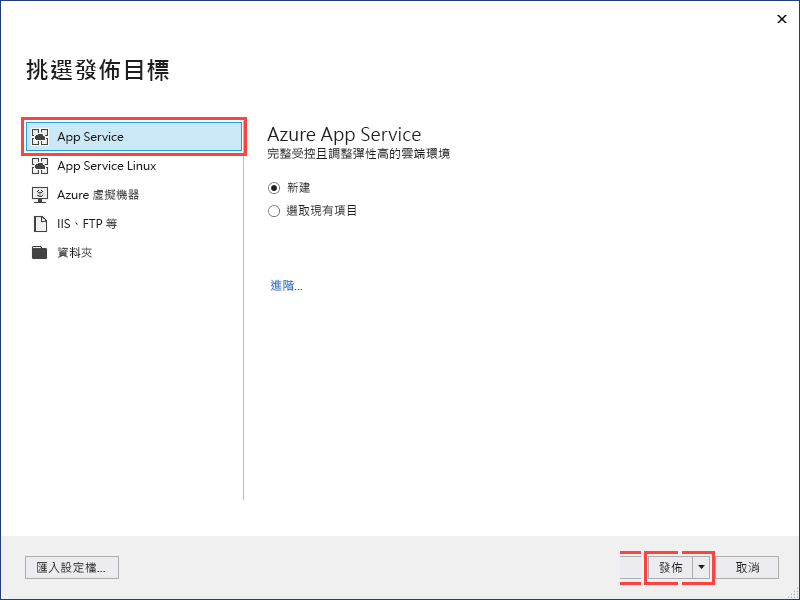 挑選發佈目標
App Service
App Service Linux
Azure 虛擬機器
IIS、FTP 等
資料夾
Azure App Service
完整受控且調整彈性高的雲端環境
新建
選取現有項目
進階...
匯入設定檔...
發佈
取消